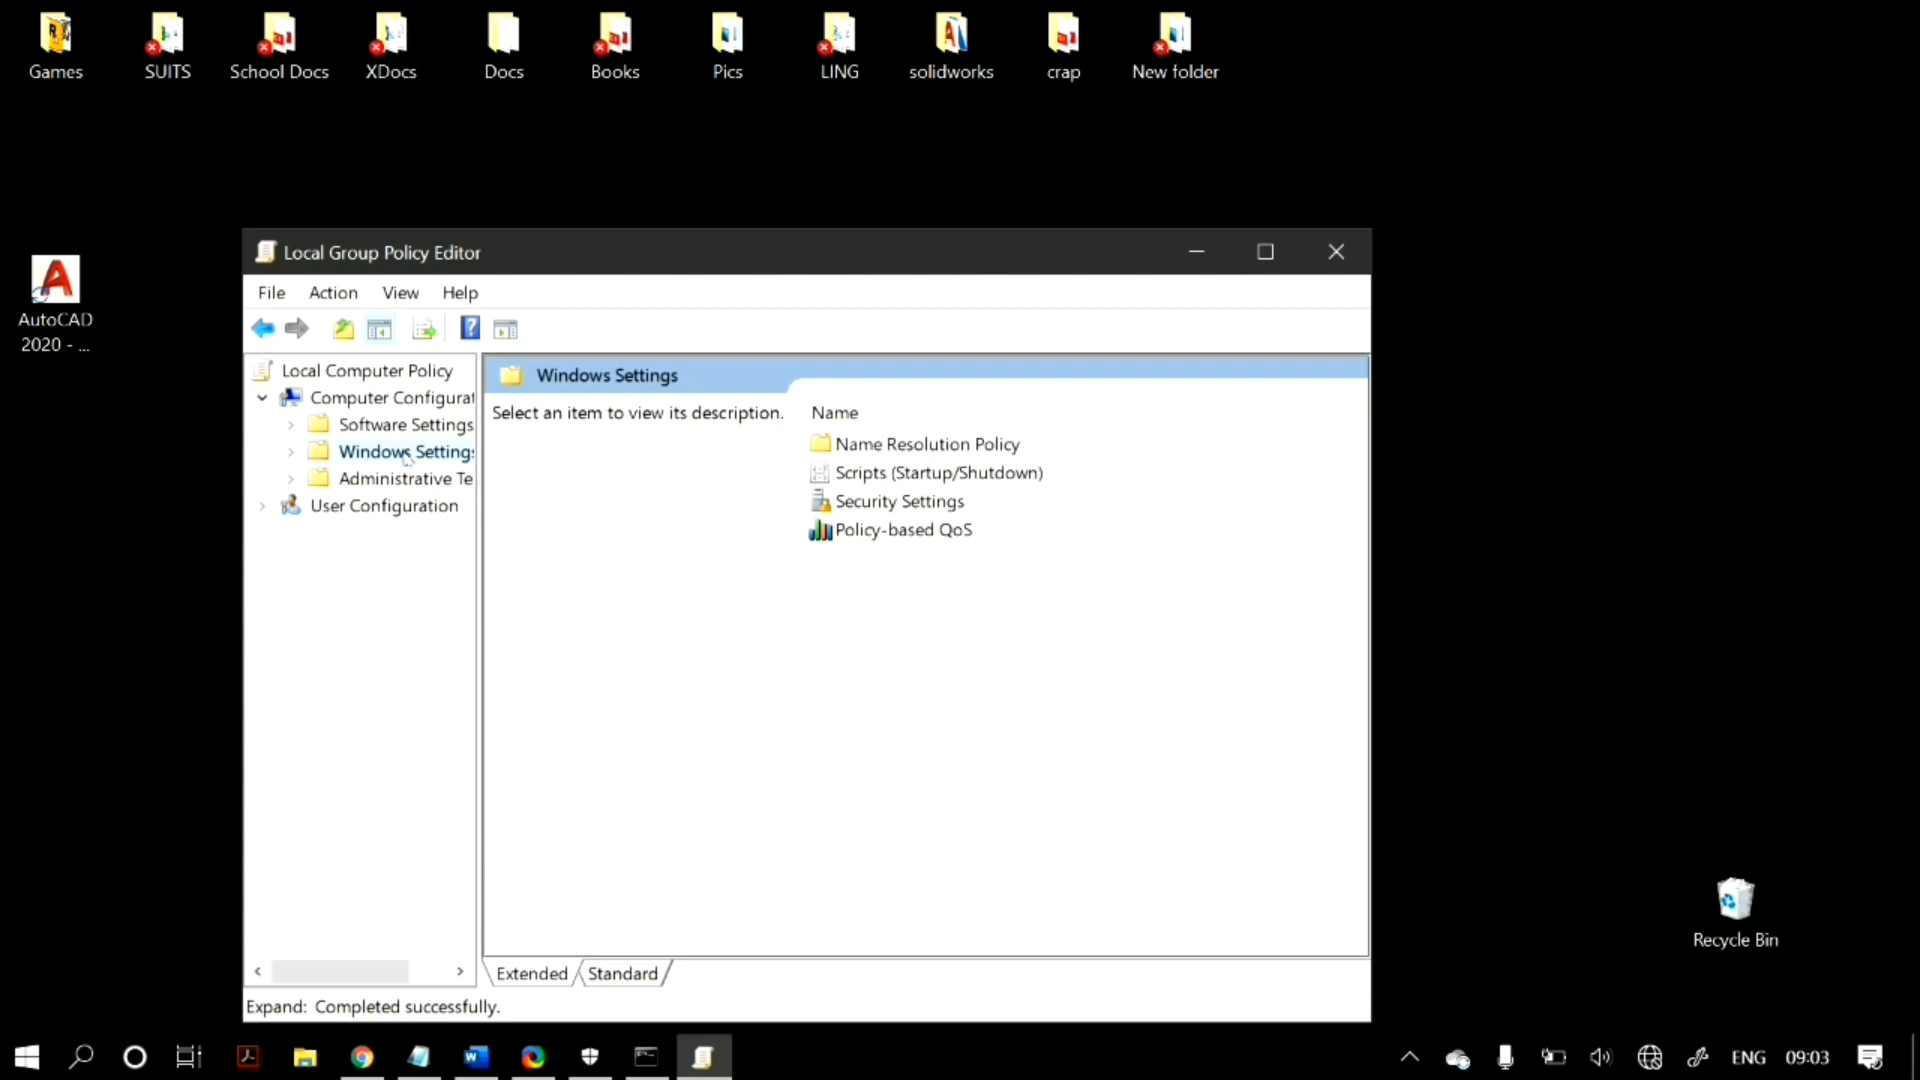 Games
SUITS
School Docs
XDocs
Docs
Books
Pics
LING
solidworks
crap
New folder
AutoCAD
2020 - ...
Local Group Policy Editor
File Action View Help
Local Computer Policy
Computer Configurat
Software Settings
Windows Settings
Administrative Te
User Configuration
Windows Settings
Select an item to view its description.
Name
Name Resolution Policy
Scripts (Startup/Shutdown)
Security Settings
Policy-based QoS
Extended Standard
Expand: Completed successfully.
Recycle Bin
ENG 09:03